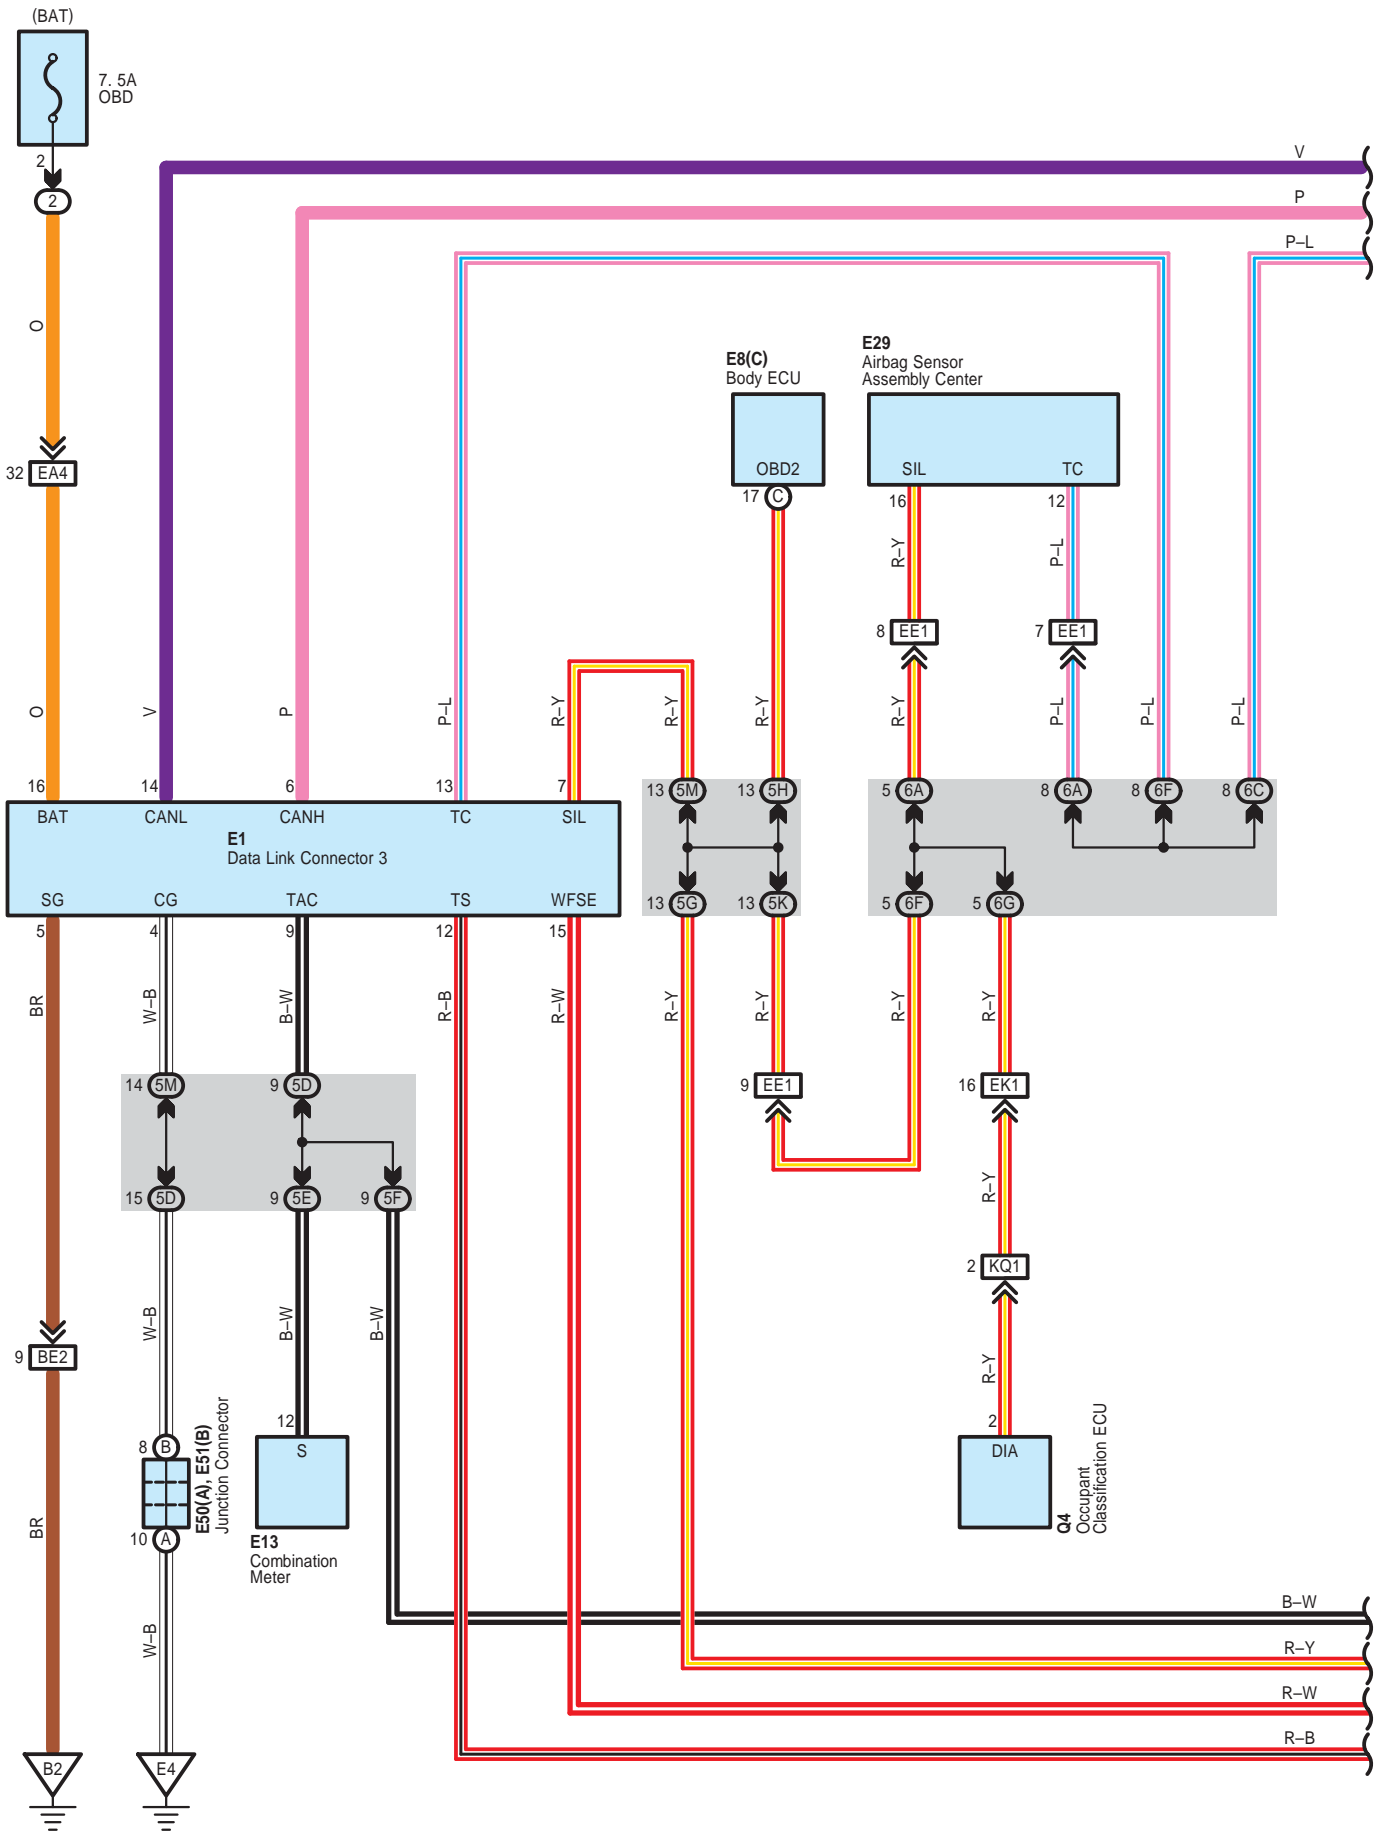 (BAT)
7. 5A
OBD
2
2
V
P
P–L
O
E29
Airbag Sensor
Assembly Center
E8(C)
Body ECU
OBD2
SIL
TC
17 C
16
12
32 EA4
R–Y
P–L
8 EE1
7 EE1
O
V
P
P–L
R–Y
R–Y
R–Y
R–Y
P–L
P–L
P–L
16
14
6
13
7
13 5M
13 5H
5 6A
8 6A
8 6F
8 6C
BAT
CANL
CANH
TC
SIL
E1
Data Link Connector 3
SG
CG
TAC
TS
WFSE
13 5G
13 5K
5 6F
5 6G
5
4
9
12
15
BR
W–B
B–W
R–B
R–W
R–Y
R–Y
R–Y
R–Y
14 5M
9 5D
9 EE1
16 EK1
15 5D
9 5E
9 5F
R–Y
2 KQ1
W–B
B–W
B–W
9 BE2
R–Y
12
2
8 B
S
DIA
E50(A), E51(B)
Junction Connector
Q4
Occupant
Classification ECU
10 A
BR
E13
Combination
Meter
B–W
W–B
R–Y
R–W
R–B
B2
E4